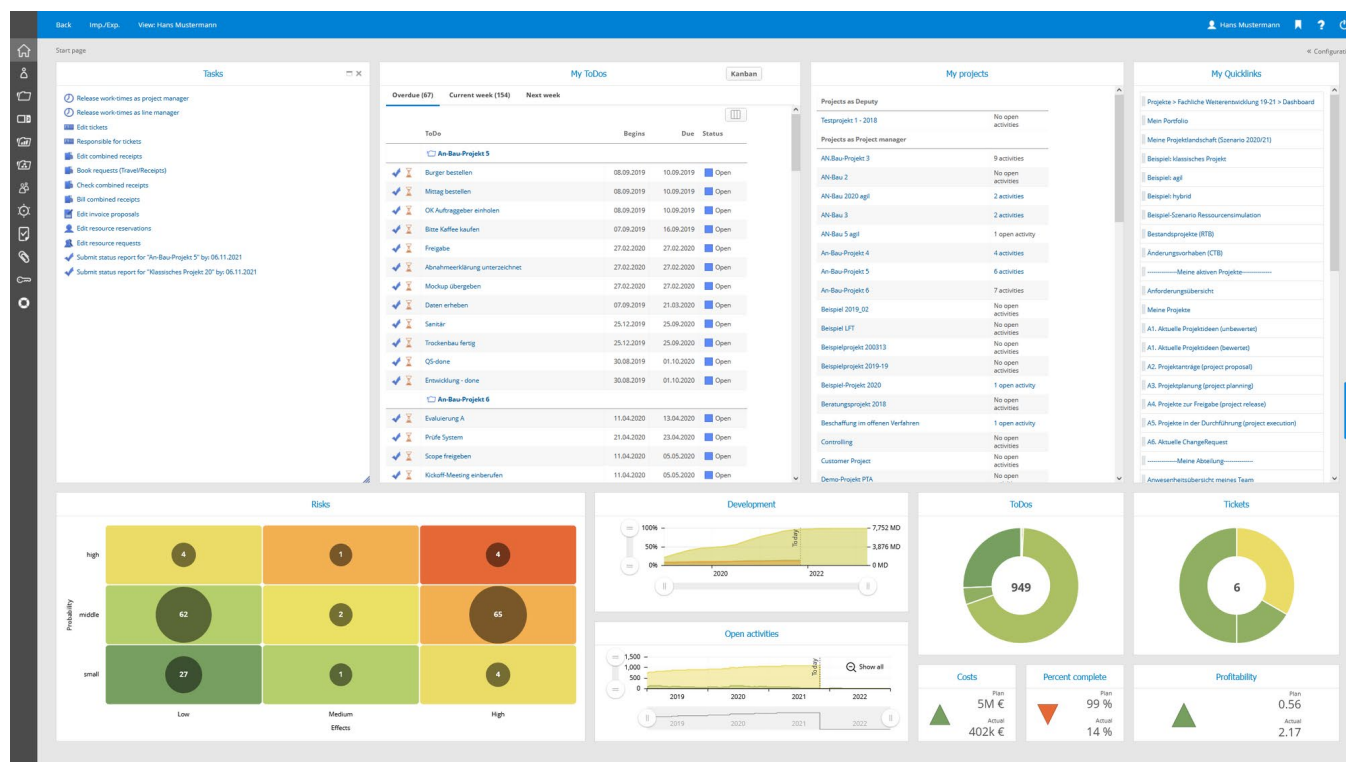 Back Imp./Exp. View: Hans Mustermann Hans Mustermann ?
Start page « Configurat
Tasks
Release work-times as project manager
Release work-times as line manager
Edit tickets
Responsible for tickets
Edit combined receipts
Book requests (Travel/Receipts)
Check combined receipts
Bill combined receipts
Edit invoice proposals
Edit resource reservations
Edit resource requests
Submit status report for "An-Bau-Projekt 5" by: 06.11.2021
Submit status report for "Klassisches Projekt 20" by: 06.11.2021
My ToDos Kanban
Overdue (67) Current week (154) Next week
ToDo Begins Due Status
An-Bau-Projekt 5
Burger bestellen 08.09.2019 10.09.2019 Open
Mittag bestellen 08.09.2019 10.09.2019 Open
OK Auftraggeber einholen 08.09.2019 10.09.2019 Open
Bitte Kaffee kaufen 07.09.2019 16.09.2019 Open
Freigabe 27.02.2020 27.02.2020 Open
Abnahmeerklärung unterzeichnet 27.02.2020 27.02.2020 Open
Mockup übergeben 27.02.2020 27.02.2020 Open
Daten erheben 07.09.2019 21.03.2020 Open
Sanitär 25.12.2019 25.09.2020 Open
Trockenbau fertig 25.12.2019 25.09.2020 Open
QS-done 30.08.2019 01.10.2020 Open
Entwicklung - done 30.08.2019 01.10.2020 Open
An-Bau-Projekt 6
Evaluierung A 11.04.2020 13.04.2020 Open
Prüfe System 21.04.2020 23.04.2020 Open
Scope freigeben 11.04.2020 05.05.2020 Open
Kickoff-Meeting einberufen 11.04.2020 05.05.2020 Open
My projects
Projects as Deputy
Testprojekt 1 - 2018 No open activities
Projects as Project manager
AN.Bau-Projekt 3 9 activities
AN-Bau 2 No open activities
AN-Bau 2020 agil 2 activities
AN-Bau 3 2 activities
AN-Bau 5 agil 1 open activity
An-Bau-Projekt 4 4 activities
An-Bau-Projekt 5 6 activities
An-Bau-Projekt 6 7 activities
Beispiel 2019_02 No open activities
Beispiel LFT No open activities
Beispielprojekt 200313 No open activities
Beispielprojekt 2019-19 No open activities
Beispiel-Projekt 2020 1 open activity
Beratungsprojekt 2018 No open activities
Beschaffung im offenen Verfahren 1 open activity
Controlling No open activities
Customer Project No open activities
Demo-Projekt PTA No open
My Quicklinks
Projekte > Fachliche Weiterentwicklung 19-21 > Dashboard
Mein Portfolio
Meine Projektlandschaft (Szenario 2020/21)
Beispiel: klassisches Projekt
Beispiel: agil
Beispiel: hybrid
Beispiel-Szenario Ressourcensimulation
Bestandsprojekte (RTB)
Änderungsvorhaben (CTB)
--------------Meine aktiven Projekte-------------
Anforderungsübersicht
Meine Projekte
A1. Aktuelle Projektideen (unbewertet)
A1. Aktuelle Projektideen (bewertet)
A2. Projektanträge (project proposal)
A3. Projektplanung (project planning)
A4. Projekte zur Freigabe (project release)
A5. Projekte in der Durchführung (project execution)
A6. Aktuelle ChangeRequest
--------------Meine Abteilung-------------
Anwesenheitsübersicht meines Team
Risks
Probability
high 4 1 4
middle 62 2 65
small 27 1 4
Low Medium High
Effects
Development
100% 7,752 MD
50% 3,876 MD
0% 0 MD
Today
2020 2022
Open activities
1,500
1,000
500
0
Today
Show all
2019 2020 2021 2022
2019 2020 2021 2022
ToDos
949
Tickets
6
Costs
Plan
5M €
Actual
402k €
Percent complete
Plan
99 %
Actual
14 %
Profitability
Plan
0.56
Actual
2.17